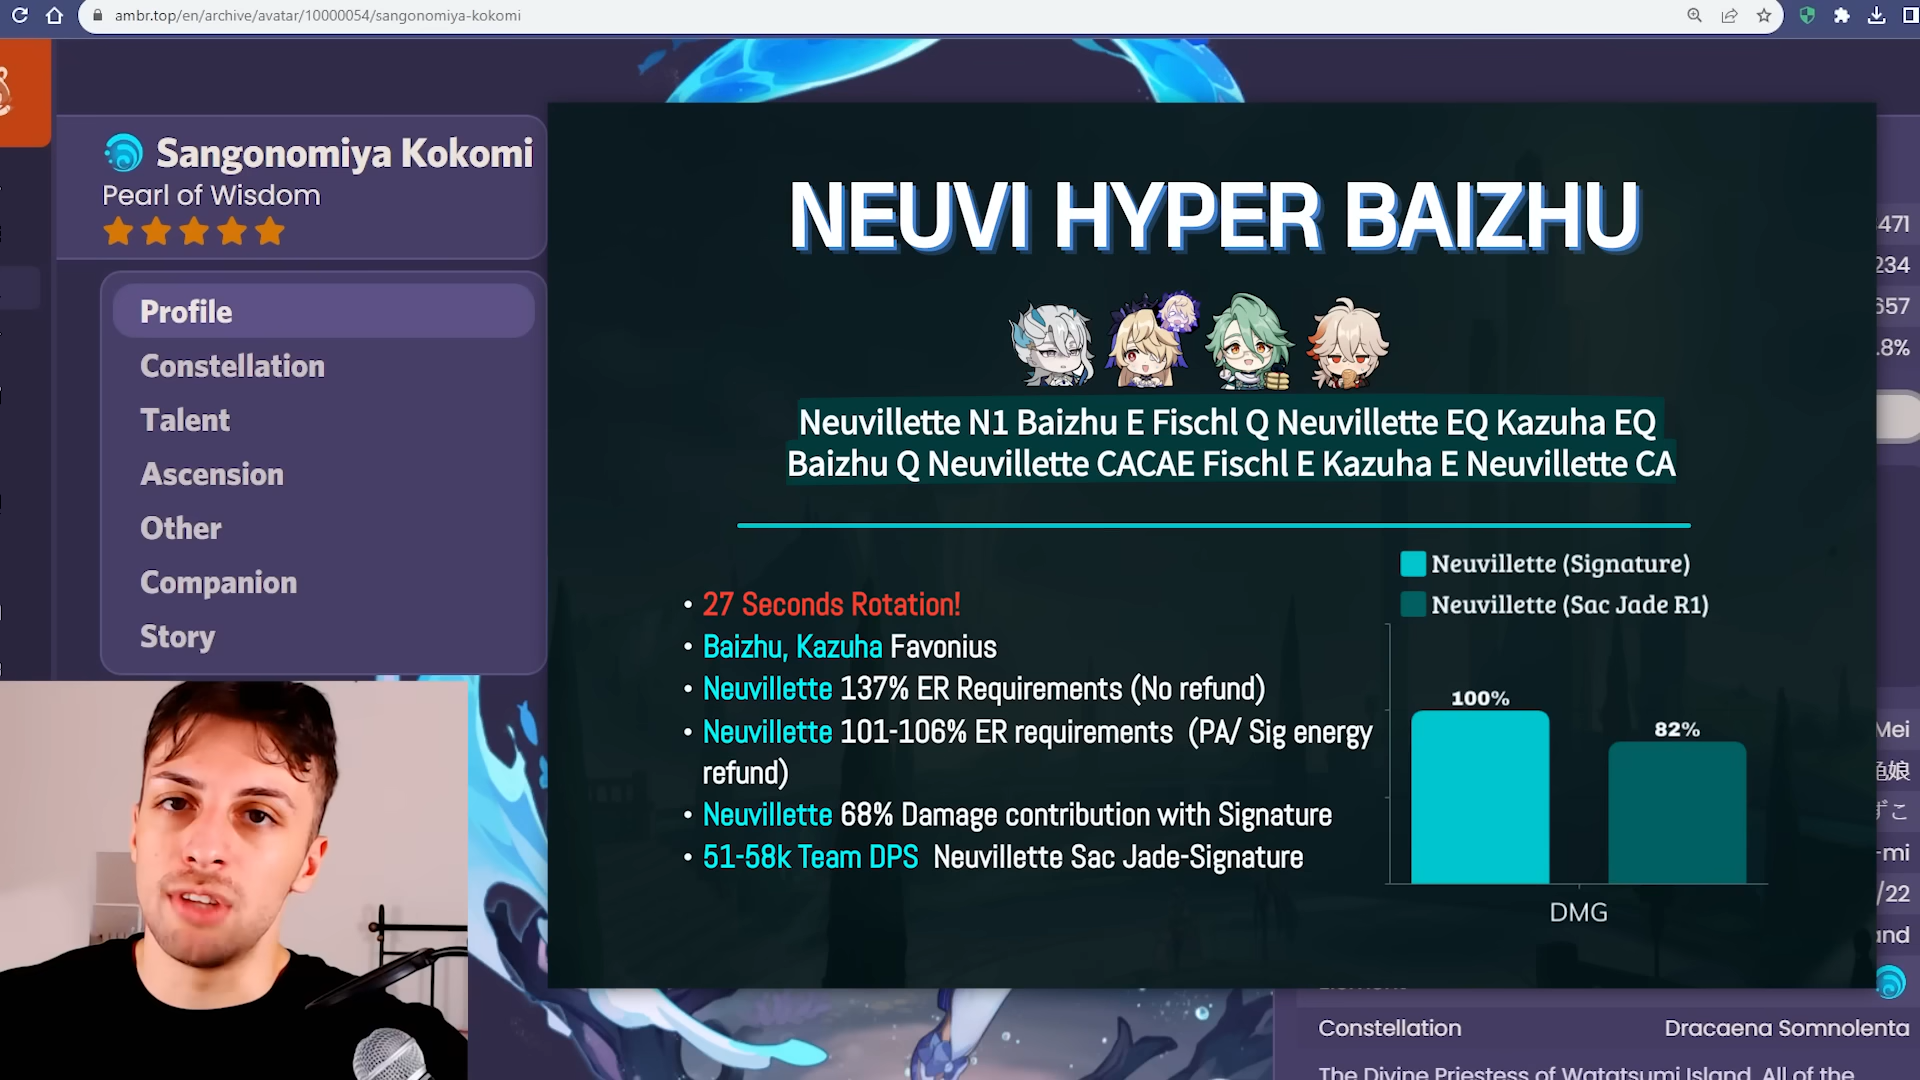 ambr.top/en/archive/avatar/10000054/sangonomiya-kokomi
Sangonomiya Kokomi
Pearl of Wisdom
Profile
Constellation
Talent
Ascension
Other
Companion
Story
NEUVI HYPER BAIZHU
Neuvillette N1 Baizhu E Fischl Q Neuvillette EQ Kazuha EQ
Baizhu Q Neuvillette CACAE Fischl E Kazuha E Neuvillette CA
• 27 Seconds Rotation!
• Baizhu, Kazuha Favonius
• Neuvillette 137% ER Requirements (No refund)
• Neuvillette 101-106% ER requirements (PA/ Sig energy
refund)
• Neuvillette 68% Damage contribution with Signature
• 51-58k Team DPS Neuvillette Sac Jade-Signature
Neuvillette (Signature)
Neuvillette (Sac Jade R1)
100%
82%
DMG
471
234
657
.8%
Mei
娘
ずこ
-mi
/22
and
Constellation
Dracaena Somnolenta
The Divine Priestess of Watatsumi Island. All of the